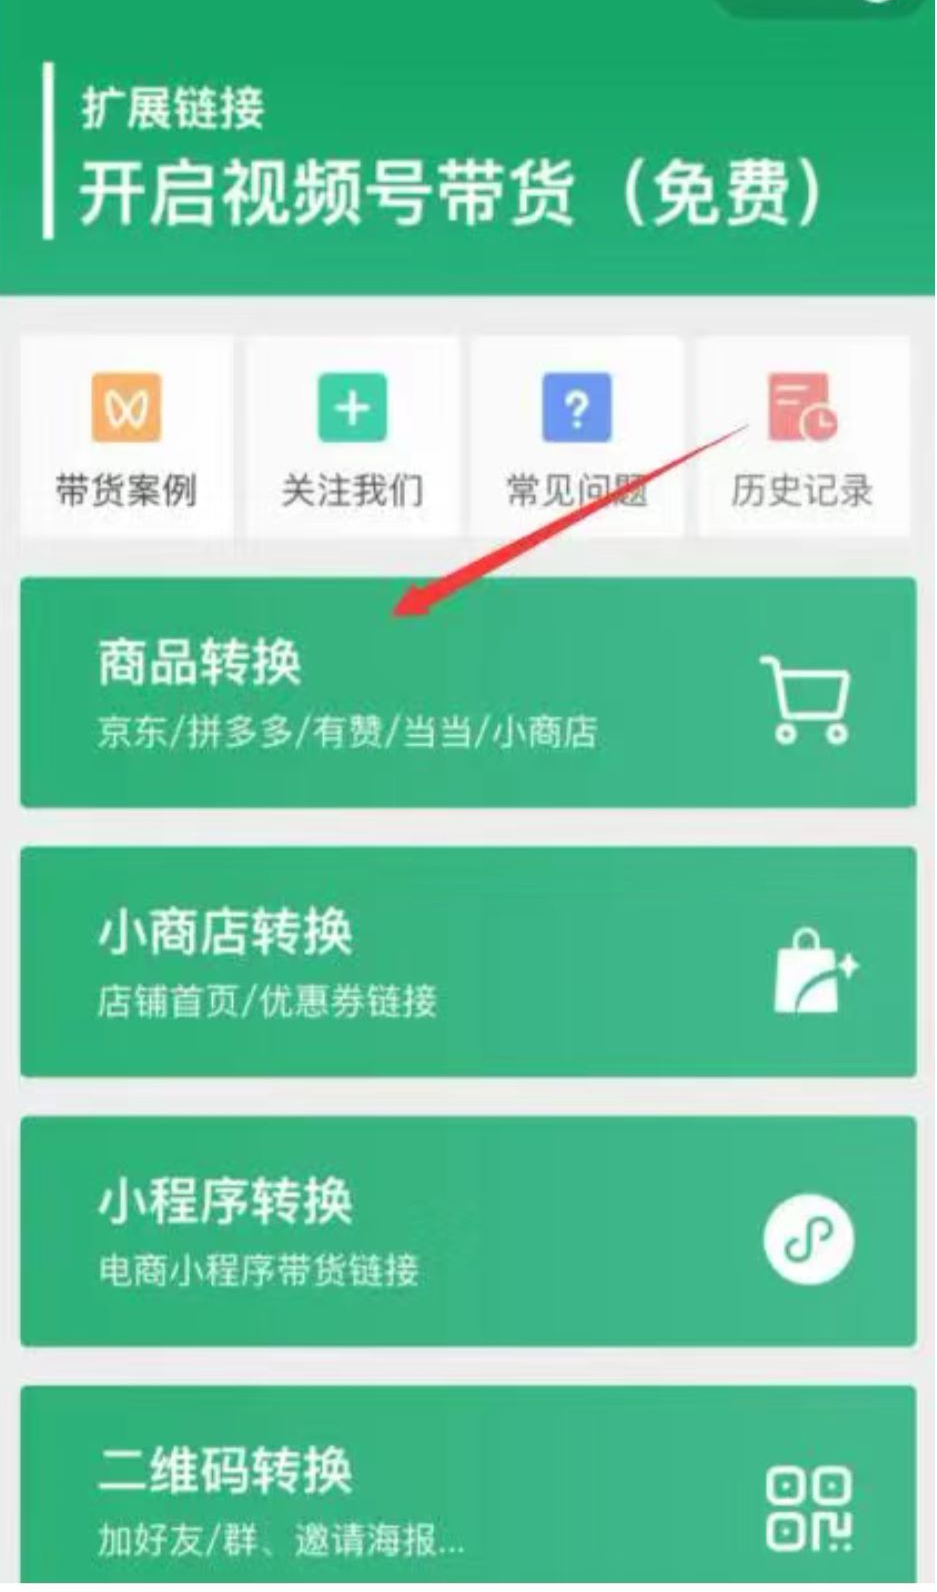 扩展链接
开启视频号带货（免费）
带货案例
关注我们
常见问题
历史记录
商品转换
京东/拼多多/有赞/当当/小商店
小商店转换
店铺首页/优惠券链接
小程序转换
电商小程序带货链接
二维码转换
加好友/群、邀请海报...